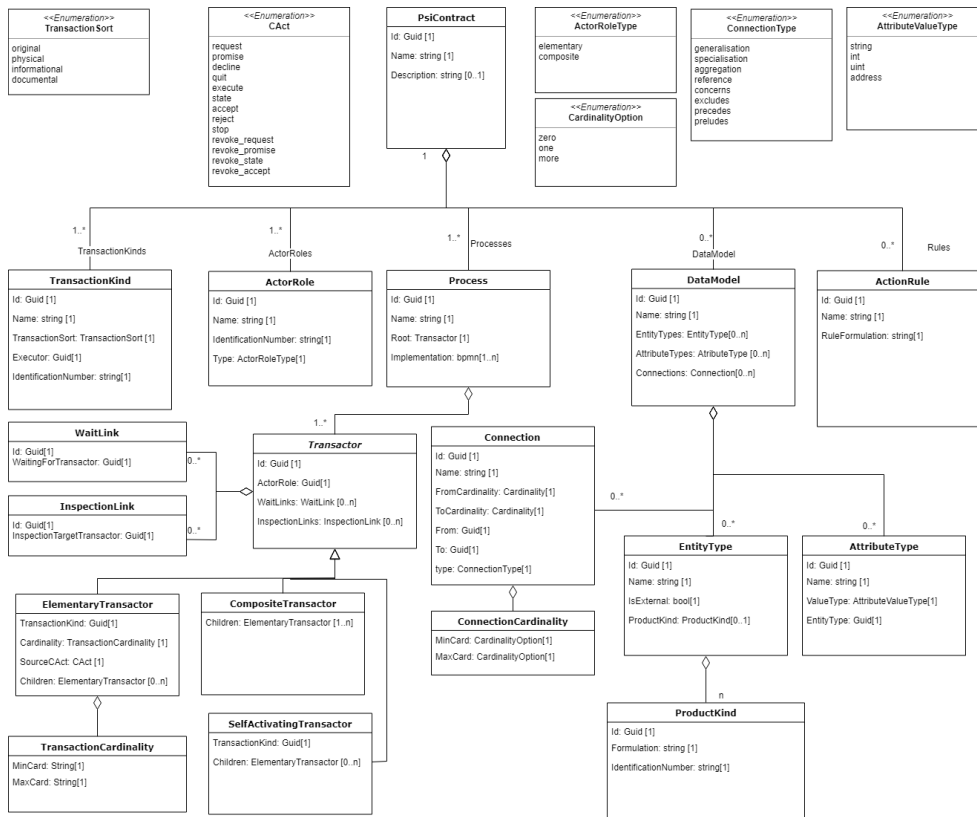 <<Enumeration>>
TransactionSort
original
physical
informational
documental
<<Enumeration>>
CAct
request
promise
decline
quit
execute
state
accept
reject
stop
revoke_request
revoke_promise
revoke_state
revoke_accept
PsiContract
Id: Guid [1]
Name: string [1]
Description: string [0..1]
<<Enumeration>>
ActorRoleType
elementary
composite
<<Enumeration>>
CardinalityOption
zero
one
more
<<Enumeration>>
ConnectionType
generalisation
specialisation
aggregation
reference
concerns
excludes
precedes
preludes
<<Enumeration>>
AttributeValueType
string
int
uint
address
1
1..*
TransactionKinds
1..*
ActorRoles
1..*
Processes
0..*
DataModel
0..*
Rules
TransactionKind
Id: Guid [1]
Name: string [1]
TransactionSort: TransactionSort [1]
Executor: Guid[1]
IdentificationNumber: string[1]
ActorRole
Id: Guid [1]
Name: string [1]
IdentificationNumber: string[1]
Type: ActorRoleType[1]
Process
Id: Guid [1]
Name: string [1]
Root: Transactor [1]
Implementation: bpmn[1..n]
DataModel
Id: Guid [1]
Name: string [1]
EntityTypes: EntityType[0..n]
AttributeTypes: AtributeType [0..n]
Connections: Connection[0..n]
ActionRule
Id: Guid [1]
Name: string [1]
RuleFormulation: string[1]
1..*
WaitLink
Id: Guid[1]
WaitingForTransactor: Guid[1]
0..*
InspectionLink
Id: Guid[1]
InspectionTargetTransactor: Guid[1]
0..*
Transactor
Id: Guid [1]
ActorRole: Guid[1]
WaitLinks: WaitLink [0..n]
InspectionLinks: InspectionLink [0..n]
Connection
Id: Guid [1]
Name: string [1]
FromCardinality: Cardinality[1]
ToCardinality: Cardinality[1]
From: Guid[1]
To: Guid[1]
type: ConnectionType[1]
0..*
0..*
0..*
EntityType
Id: Guid [1]
Name: string [1]
IsExternal: bool[1]
ProductKind: ProductKind[0..1]
AttributeType
Id: Guid [1]
Name: string [1]
ValueType: AttributeValueType[1]
EntityType: Guid[1]
ElementaryTransactor
TransactionKind: Guid[1]
Cardinality: TransactionCardinality [1]
SourceCAct: CAct [1]
Children: ElementaryTransactor [0..n]
CompositeTransactor
Children: ElementaryTransactor [1..n]
ConnectionCardinality
MinCard: CardinalityOption[1]
MaxCard: CardinalityOption[1]
n
TransactionCardinality
MinCard: String[1]
MaxCard: String[1]
SelfActivatingTransactor
TransactionKind: Guid[1]
Children: ElementaryTransactor [0..n]
ProductKind
Id: Guid [1]
Formulation: string [1]
IdentificationNumber: string[1]